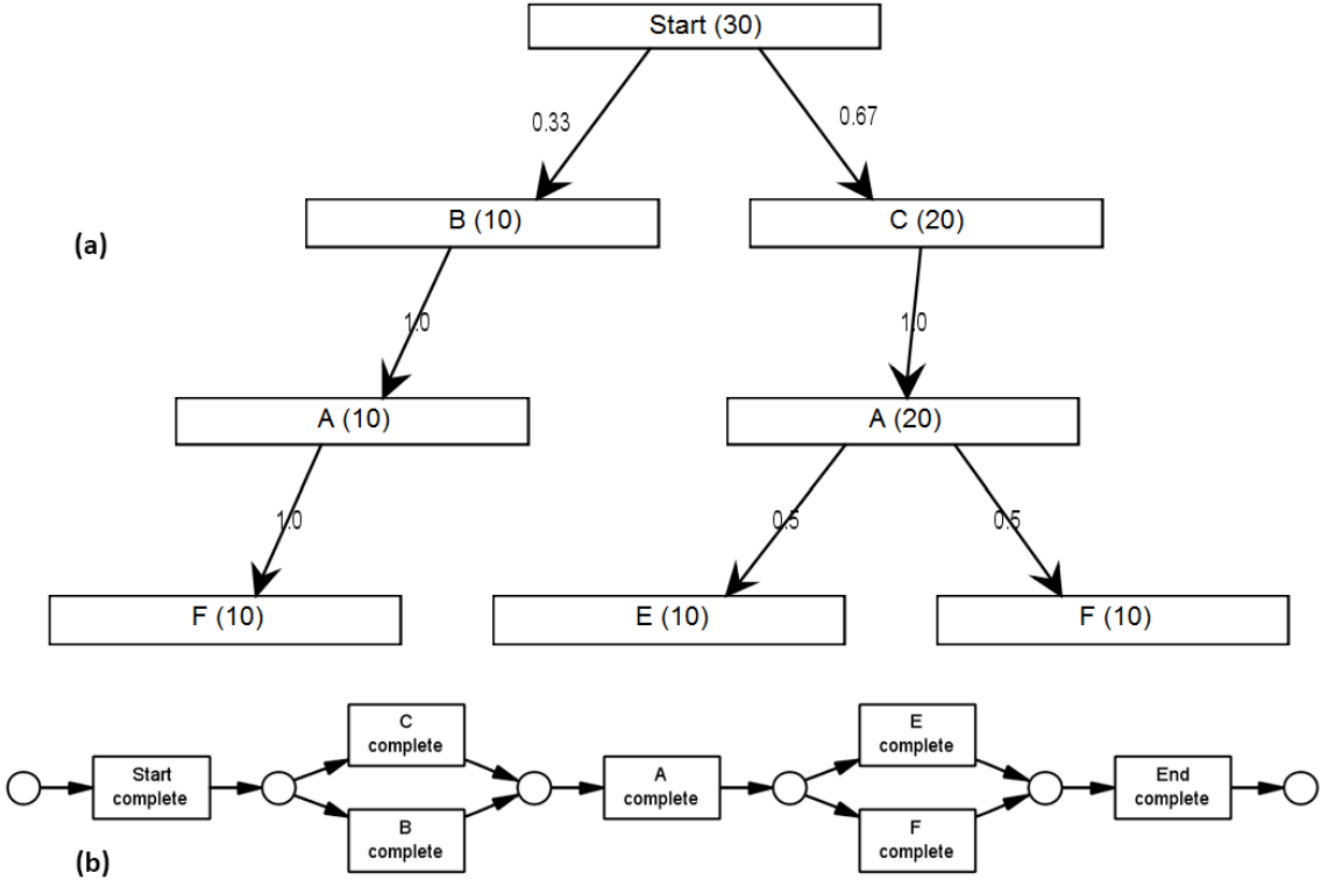 Start (30)
0.33
0.67
B (10)
C (20)
(a)
1.0
1.0
A (10)
A (20)
1.0
0.5
0.5
F (10)
E (10)
F (10)
C
complete
E
complete
Start
complete
A
complete
End
complete
B
complete
F
complete
(b)